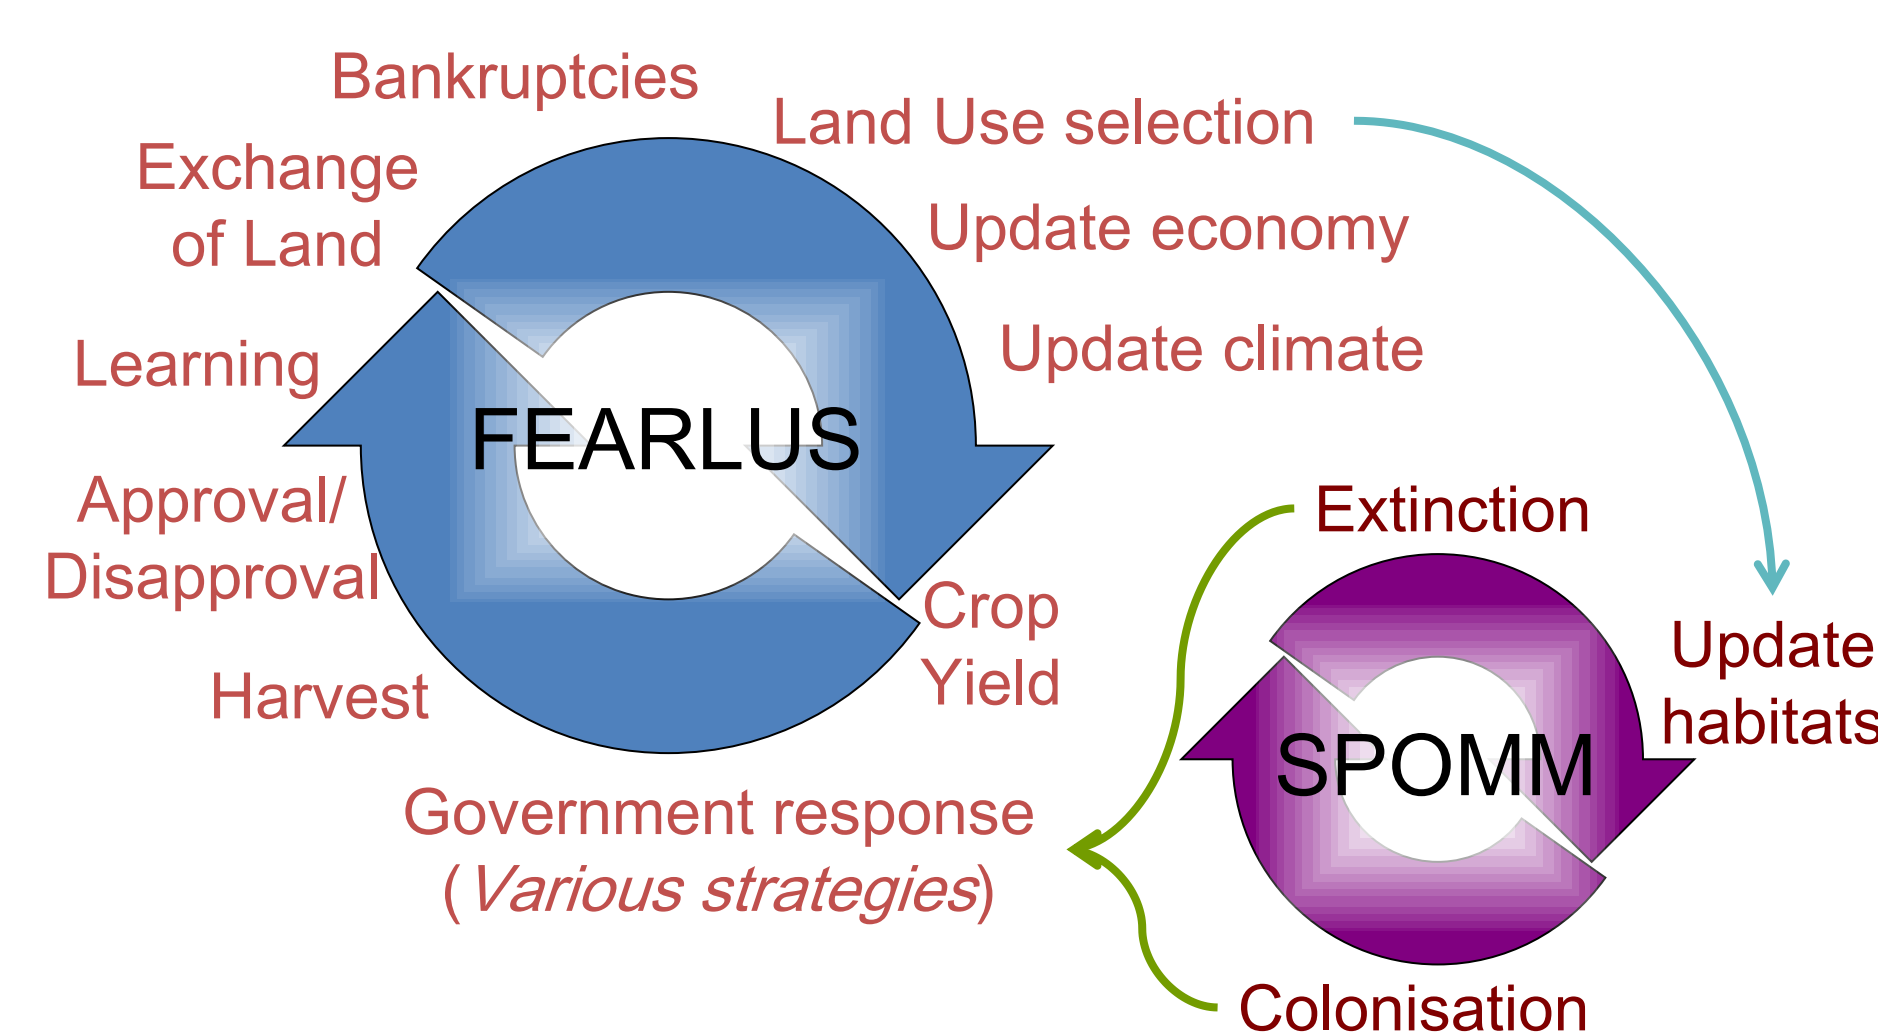 Bankruptcies
Land Use selection
Exchange
of Land
Update economy
Learning
Update climate
FEARLUS
Approval/
Disapproval
Extinction
Crop
Yield
Harvest
Update
habitats
SPOMM
Government response
(Various strategies)
Colonisation